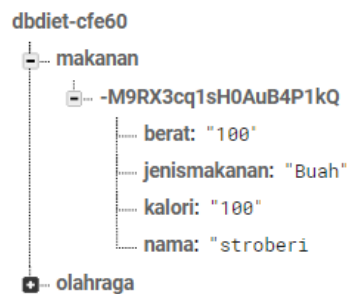 dbdiet-cfe60
makanan
-M9RX3cq1sH0AuB4P1kQ
berat: "100"
jenismakanan: "Buah"
kalori: "100"
nama: "stroberi
olahraga